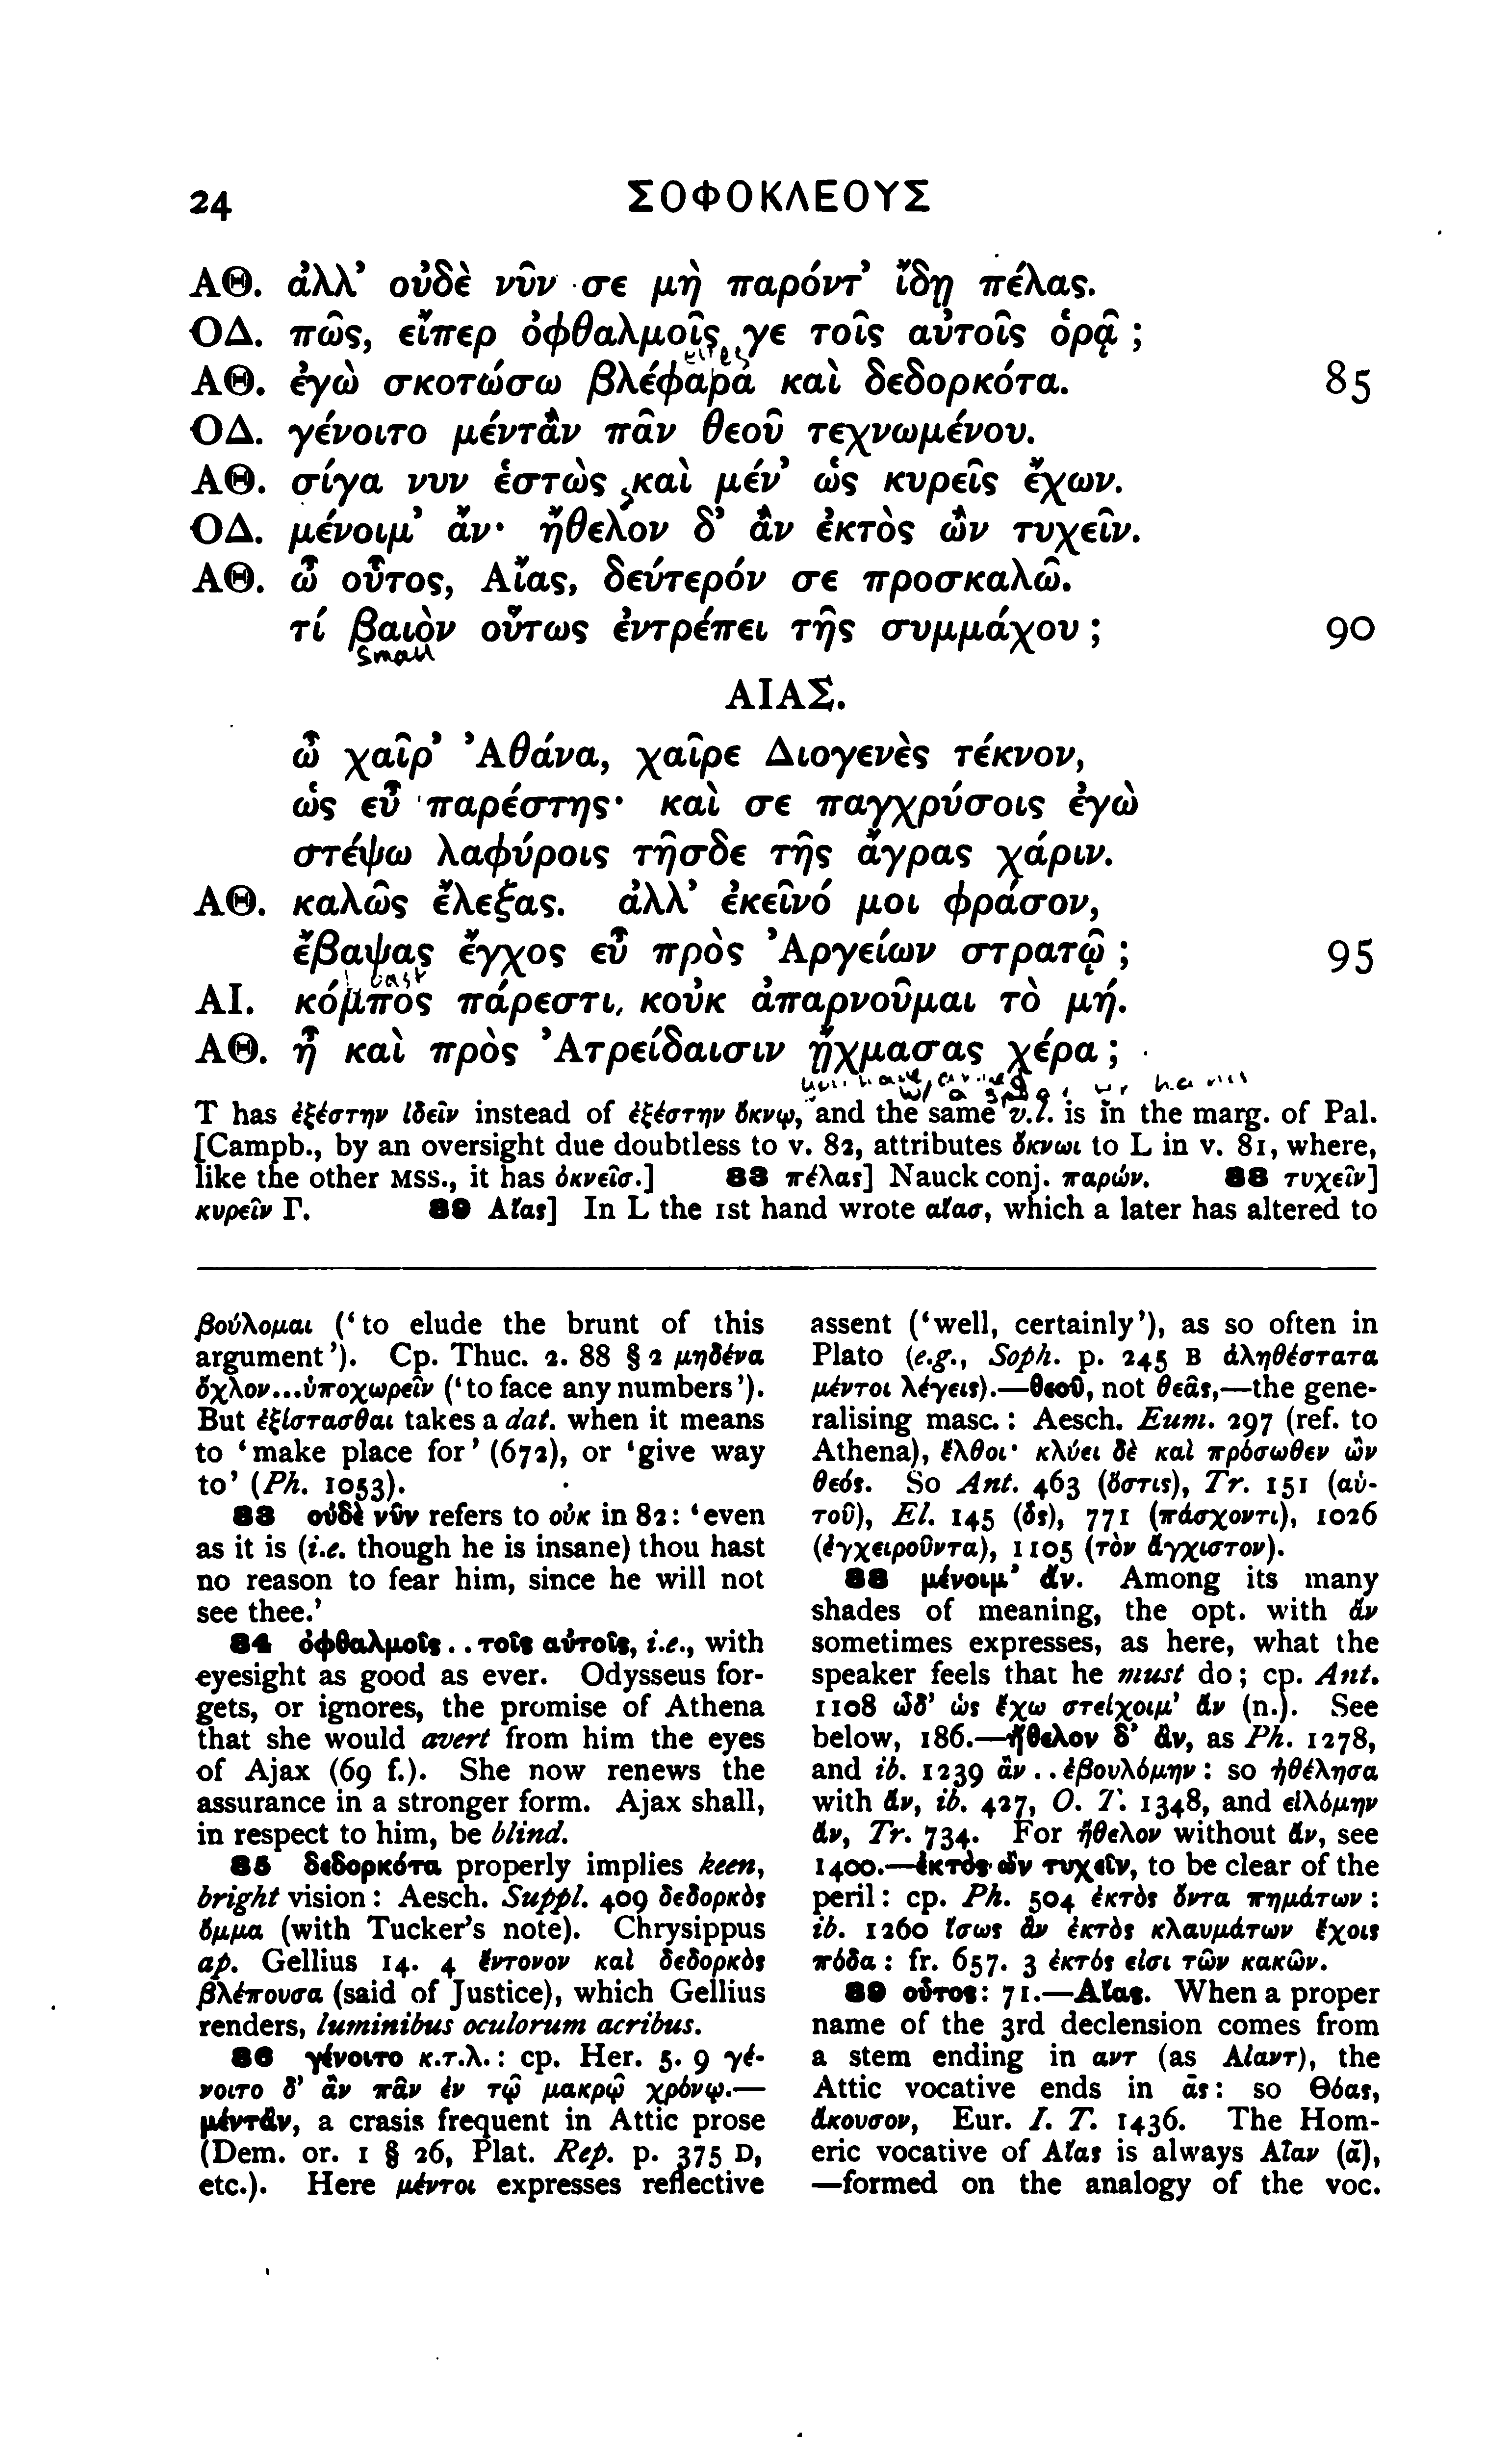 24 ΣΟΦΟΚΛΕΟΥΣ
ΑΘ. ἀλλ’ οὐδὲ νῦν σε μὴ παρόντ’ ἴδῃ πέλας.
ΟΔ. πῶς, εἴπερ ὀφθαλμοῖς γε τοῖς αὐτοῖς ὁρᾷ ;
eyes
ΑΘ. ἐγὼ σκοτώσω βλέφαρα καὶ δεδορκότα. 85
ΟΔ. γένοιτο μέντἂν πᾶν θεοῦ τεχνωμένου.
ΑΘ. σίγα νυν ἑστὼς καὶ μέν’ ὡς κυρεῖς ἔχων.
ΟΔ. μένοιμ’ ἄν· ἤθελον δ’ ἂν ἐκτὸς ὢν τυχεῖν.
ΑΘ. ὦ οὗτος, Αἴας, δεύτερόν σε προσκαλῶ.
τί βαιὸν οὕτως ἐντρέπει τῆς συμμάχου ; 90
small
ΑΙΑΣ.
ὦ χαῖρ’ Ἀθάνα, χαῖρε Διογενὲς τέκνον,
ὡς εὖ παρέστης· καὶ σε παγχρύσοις ἐγὼ
στέψω λαφύροις τῆσδε τῆς ἄγρας χάριν.
ΑΘ. καλῶς ἔλεξας. ἀλλ’ ἐκεῖνό μοι φράσον,
ἔβαψας ἔγχος εὖ πρὸς Ἀργείων στρατῷ ; 95
ΑΙ. κόμπος πάρεστι, κοὐκ ἀπαρνοῦμαι τὸ μή.
ΑΘ. ἦ καὶ πρὸς Ἀτρείδαισιν ᾔχμασας χέρα ;
T has ἐξέστην ἰδεῖν instead of ἐξέστην ὄκνῳ, and the same v.l. is in the marg. of Pal.
[Campb., by an oversight due doubtless to v. 82, attributes ὄκνωι to L in v. 81, where,
like the other MSS., it has ὀκνεῖσ.] 83 πέλας] Nauck conj. παρών. 88 τυχεῖν]
κυρεῖν Γ. 89 Αἴας] In L the 1st hand wrote αἴασ, which a later has altered to
βούλομαι (‘to elude the brunt of this
argument’). Cp. Thuc. 2. 88 § 2 μηδένα
ὄχλον...ὑποχωρεῖν (‘to face any numbers’).
But ἐξίστασθαι takes a dat. when it means
to ‘make place for’ (672), or ‘give way
to’ (Ph. 1053).
83 οὐδὲ νῦν refers to οὐκ in 82: ‘even
as it is (i.e. though he is insane) thou hast
no reason to fear him, since he will not
see thee.’
84 ὀφθαλμοῖς . . τοῖς αὐτοῖς, i.e., with
eyesight as good as ever. Odysseus for-
gets, or ignores, the promise of Athena
that she would avert from him the eyes
of Ajax (69 f.). She now renews the
assurance in a stronger form. Ajax shall,
in respect to him, be blind.
85 δεδορκότα properly implies keen,
bright vision: Aesch. Suppl. 409 δεδορκὸς
ὄμμα (with Tucker’s note). Chrysippus
ap. Gellius 14. 4 ἔντονον καὶ δεδορκὸς
βλέπουσα (said of Justice), which Gellius
renders, luminibus oculorum acribus.
86 γένοιτο κ.τ.λ.: cp. Her. 5. 9 γέ-
νοιτο δ’ ἂν πᾶν ἐν τῷ μακρῷ χρόνῳ.—
μέντἂν, a crasis frequent in Attic prose
(Dem. or. 1 § 26, Plat. Rep. p. 375 D,
etc.). Here μέντοι expresses reflective
assent (‘well, certainly’), as so often in
Plato (e.g., Soph. p. 245 B ἀληθέστατα
μέντοι λέγεις).—θεοῦ, not θεᾶς,—the gene-
ralising masc.: Aesch. Eum. 297 (ref. to
Athena), ἔλθοι· κλύει δὲ καὶ πρόσωθεν ὢν
θεός. So Ant. 463 (ὅστις), Tr. 151 (αὑ-
τοῦ), El. 145 (ὃς), 771 (πάσχοντι), 1026
(ἐγχειροῦντα), 1105 (τὸν ἄγχιστον).
88 μένοιμ’ ἄν. Among its many
shades of meaning, the opt. with ἄν
sometimes expresses, as here, what the
speaker feels that he must do; cp. Ant.
1108 ὧδ’ ὡς ἔχω στείχοιμ’ ἄν (n.). See
below, 186.—ἤθελον δ’ ἂν, as Ph. 1278,
and ib. 1239 ἂν . . ἐβουλόμην: so ἠθέλησα
with ἄν, ib. 427, O. T. 1348, and εἱλόμην
ἄν, Tr. 734. For ἤθελον without ἄν, see
1400.—ἐκτὸς ὢν τυχεῖν, to be clear of the
peril: cp. Ph. 504 ἐκτὸς ὄντα πημάτων:
ib. 1260 ἴσως ἂν ἐκτὸς κλαυμάτων ἔχοις
πόδα: fr. 657. 3 ἐκτός εἰσι τῶν κακῶν.
89 οὗτος: 71.—Αἴας. When a proper
name of the 3rd declension comes from
a stem ending in αντ (as Αἰαντ), the
Attic vocative ends in ᾱς: so Θόας,
ἄκουσον, Eur. I. T. 1436. The Hom-
eric vocative of Αἴας is always Αἶαν (ᾱ),
—formed on the analogy of the voc.